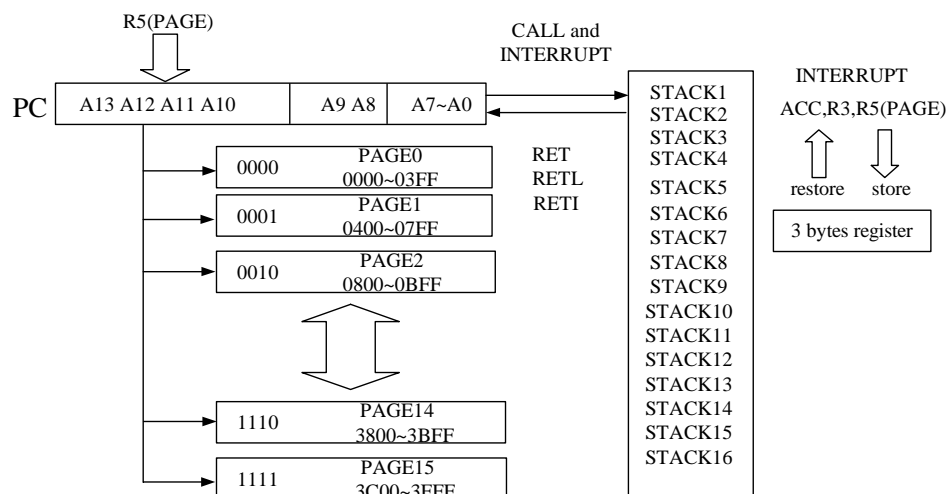 R5(PAGE)
CALL and
INTERRUPT
PC
A13 A12 A11 A10
A9 A8
A7~A0
0000
PAGE0
0000~03FF
0001
PAGE1
0400~07FF
0010
PAGE2
0800~0BFF
1110
PAGE14
3800~3BFF
1111
PAGE15
3C00~3FFF
RET
RETL
RETI
STACK1
STACK2
STACK3
STACK4
STACK5
STACK6
STACK7
STACK8
STACK9
STACK10
STACK11
STACK12
STACK13
STACK14
STACK15
STACK16
INTERRUPT
ACC,R3,R5(PAGE)
restore
store
3 bytes register